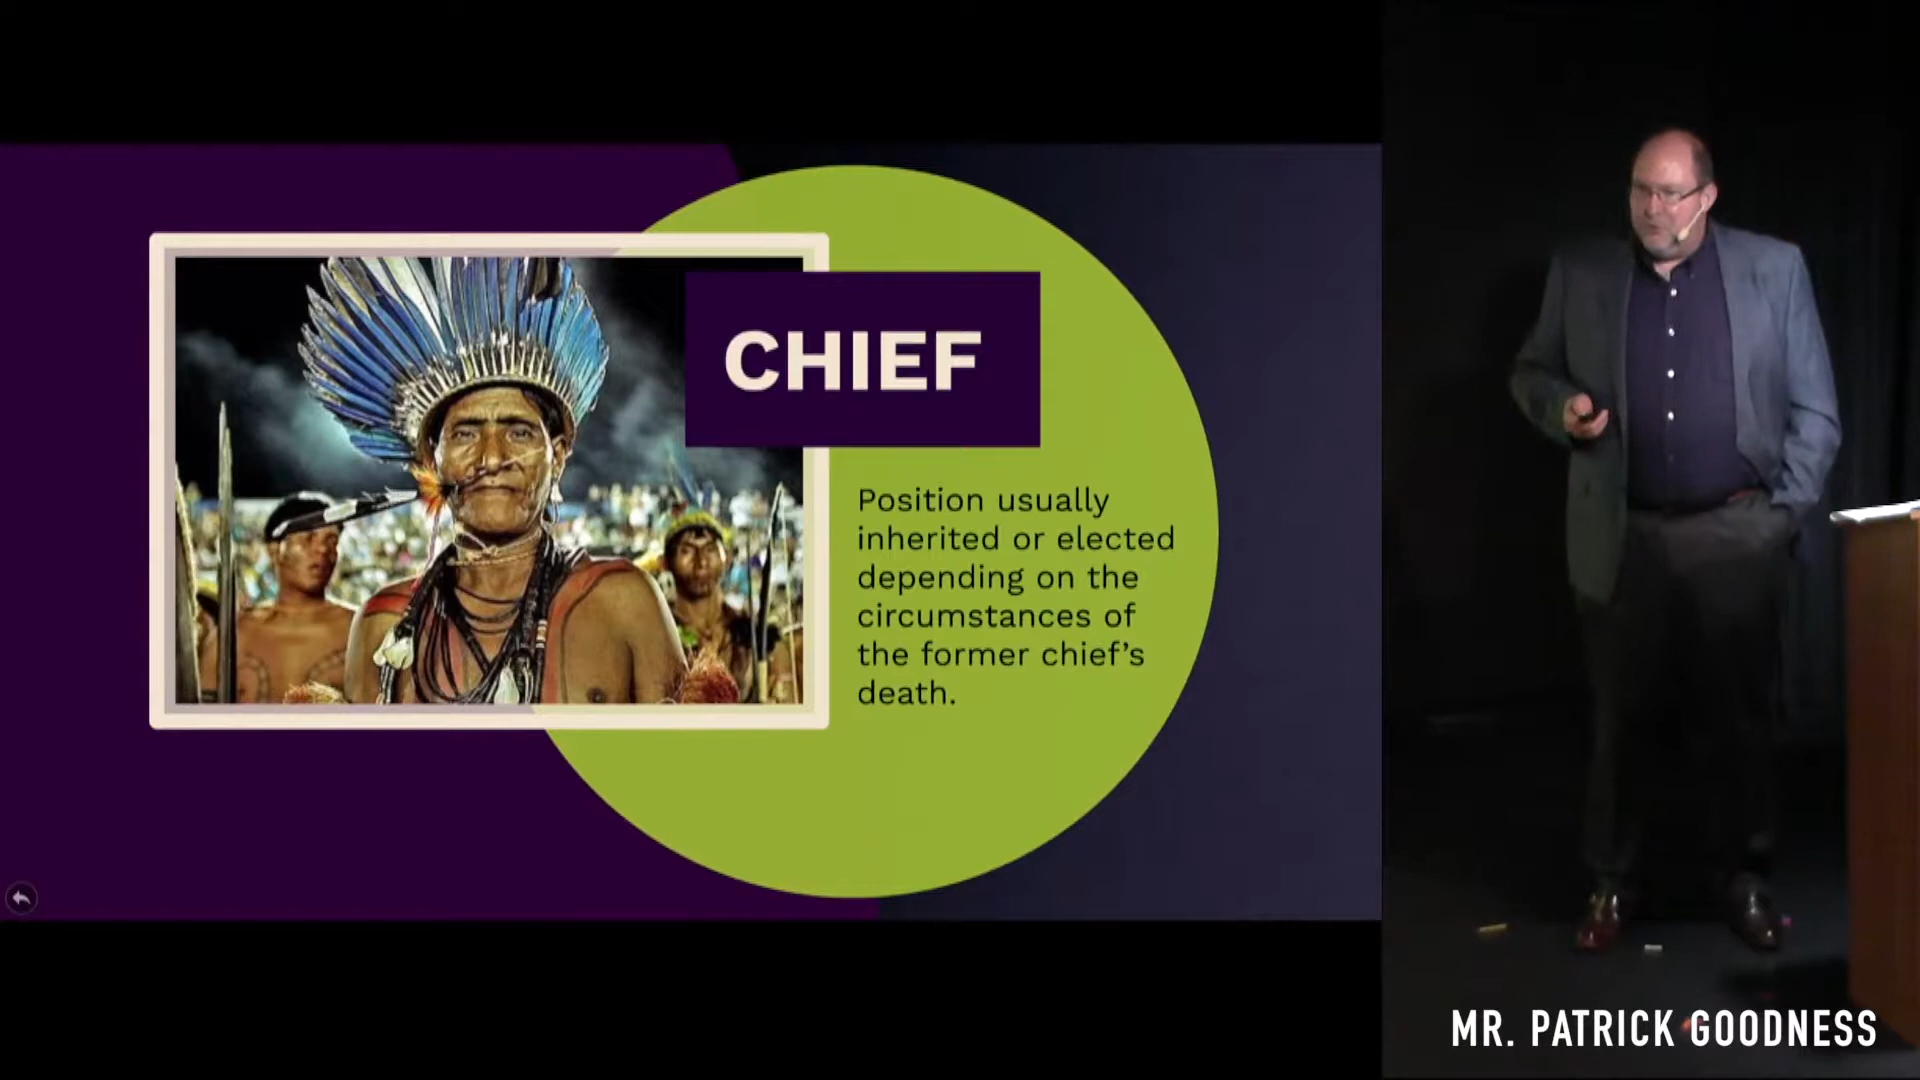 CHIEF
Position usually
inherited or elected
depending on the
circumstances of
the former chief’s
death.
MR. PATRICK GOODNESS